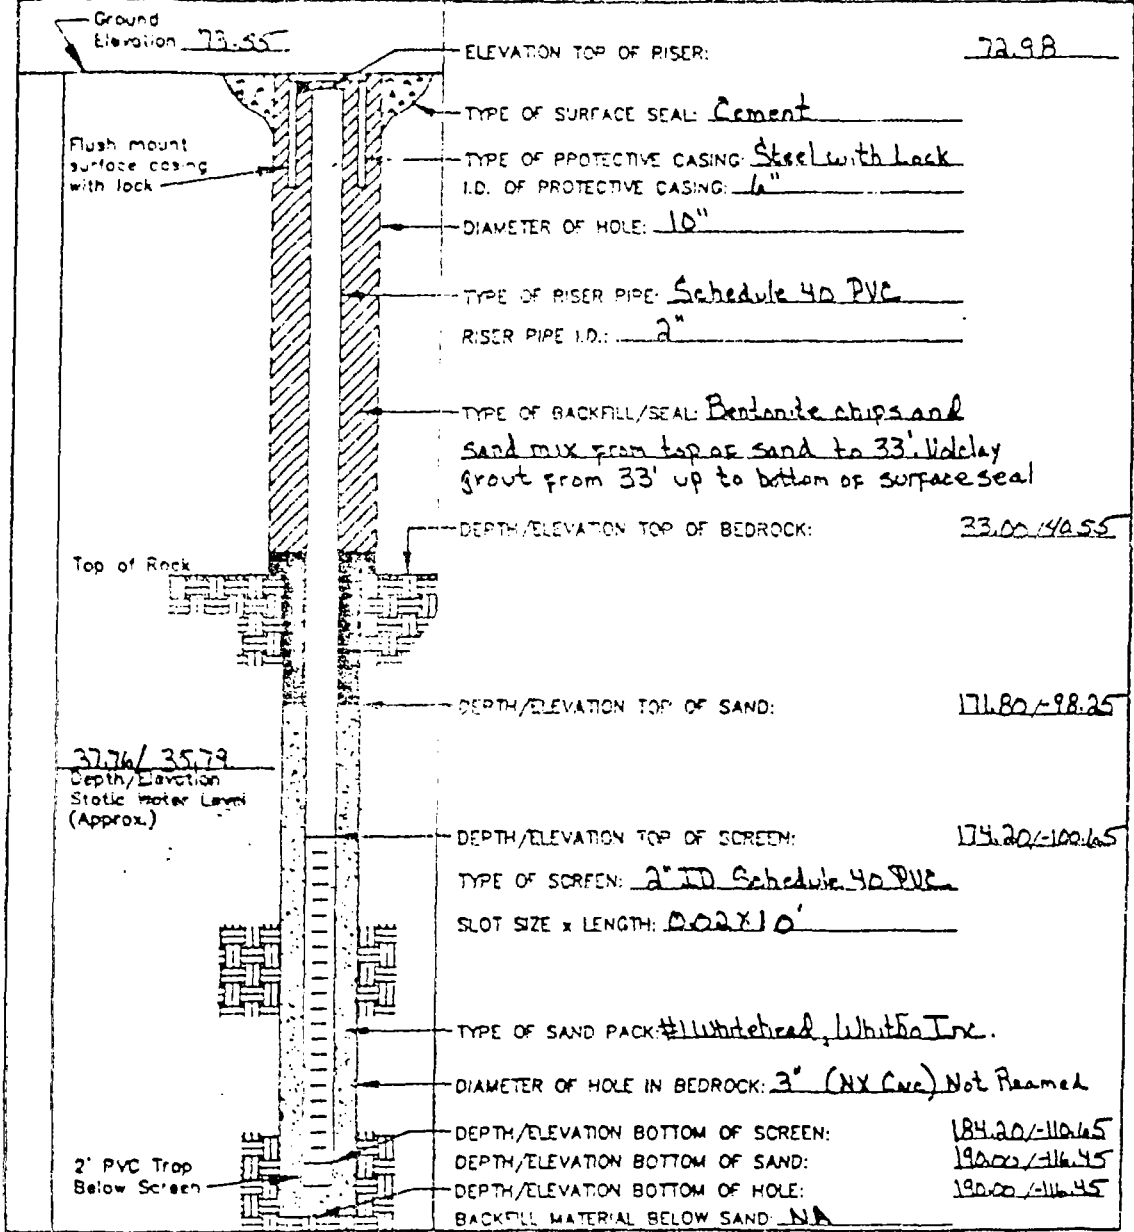 Ground
Elevation 73.55
ELEVATION TOP OF RISER: 72.98
TYPE OF SURFACE SEAL: Cement
Flush mount
surface casing
with lock
TYPE OF PROTECTIVE CASING: Steel with Lock
I.D. OF PROTECTIVE CASING: 6"
DIAMETER OF HOLE: 10"
TYPE OF RISER PIPE: Schedule 40 PVC
RISER PIPE I.D.: 2"
TYPE OF BACKFILL/SEAL: Bentonite chips and
sand mix from top of sand to 33'. Volclay
grout from 33' up to bottom of surface seal
DEPTH/ELEVATION TOP OF BEDROCK: 33.00/40.55
Top of Rock
DEPTH/ELEVATION TOP OF SAND: 171.80/-98.25
37.76/ 35.79
Depth/Elevation
Static Water Level
(Approx.)
DEPTH/ELEVATION TOP OF SCREEN: 174.20/-100.65
TYPE OF SCREEN: 2" ID Schedule 40 PVC
SLOT SIZE x LENGTH: 0.02 X 10'
TYPE OF SAND PACK: #1 Whitehead, Inc.
DIAMETER OF HOLE IN BEDROCK: 3" (NX Core) Not Reamed
DEPTH/ELEVATION BOTTOM OF SCREEN: 184.20/-110.65
2' PVC Trap
Below Screen
DEPTH/ELEVATION BOTTOM OF SAND: 190.00/-116.45
DEPTH/ELEVATION BOTTOM OF HOLE: 190.00/-116.45
BACKFILL MATERIAL BELOW SAND: NA